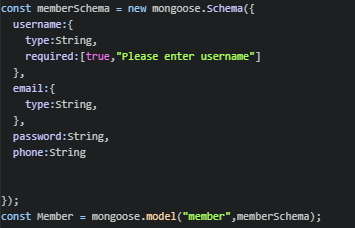 const memberSchema = new mongoose.Schema({
  username:{
    type:String,
    required:[true,"Please enter username"]
  },
  email:{
    type:String,
  },
  password:String,
  phone:String
});
const Member = mongoose.model("member",memberSchema);